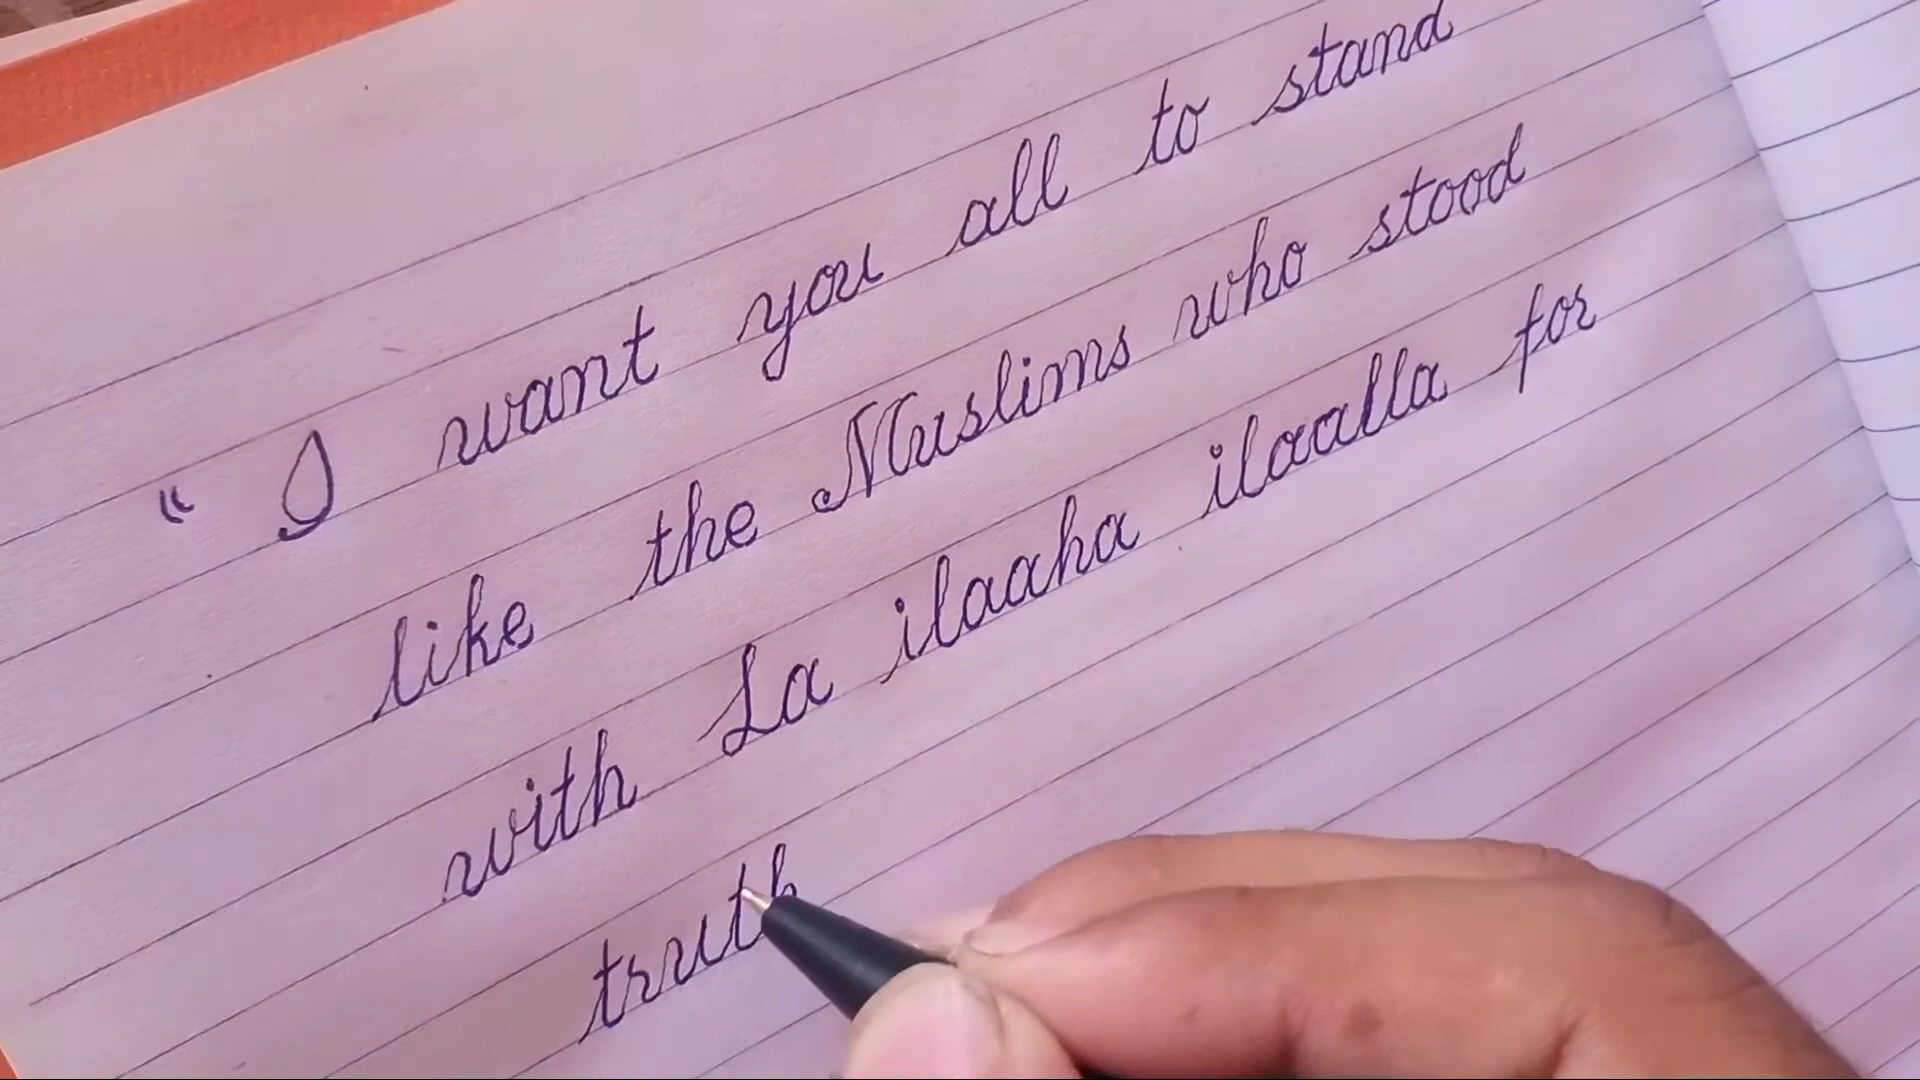 “ I want you all to stand
like the Muslims who stood
with La ilaaha ilaalla for
truth